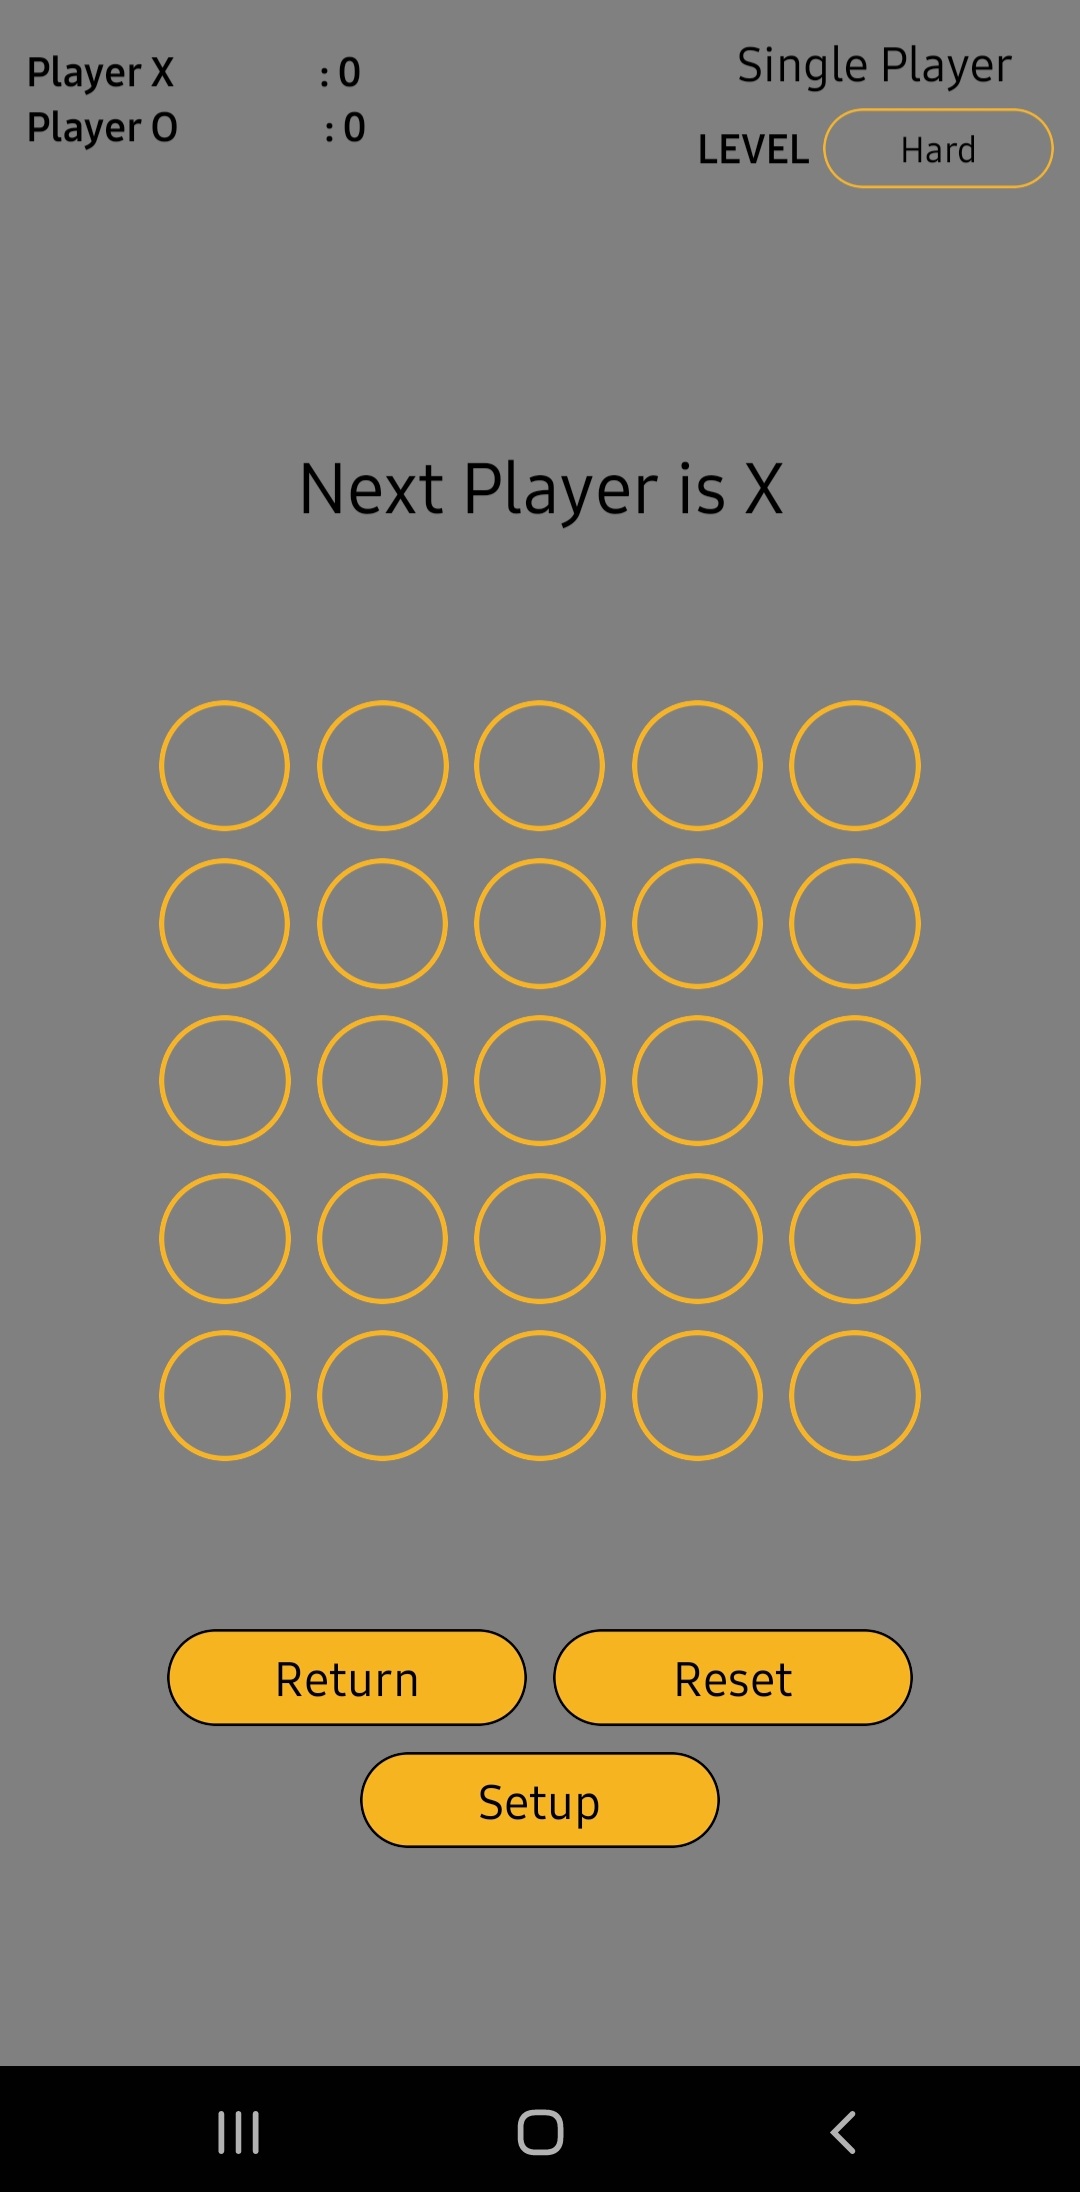 Player X : 0
Player O : 0
Single Player
LEVEL Hard
Next Player is X
Return Reset
Setup